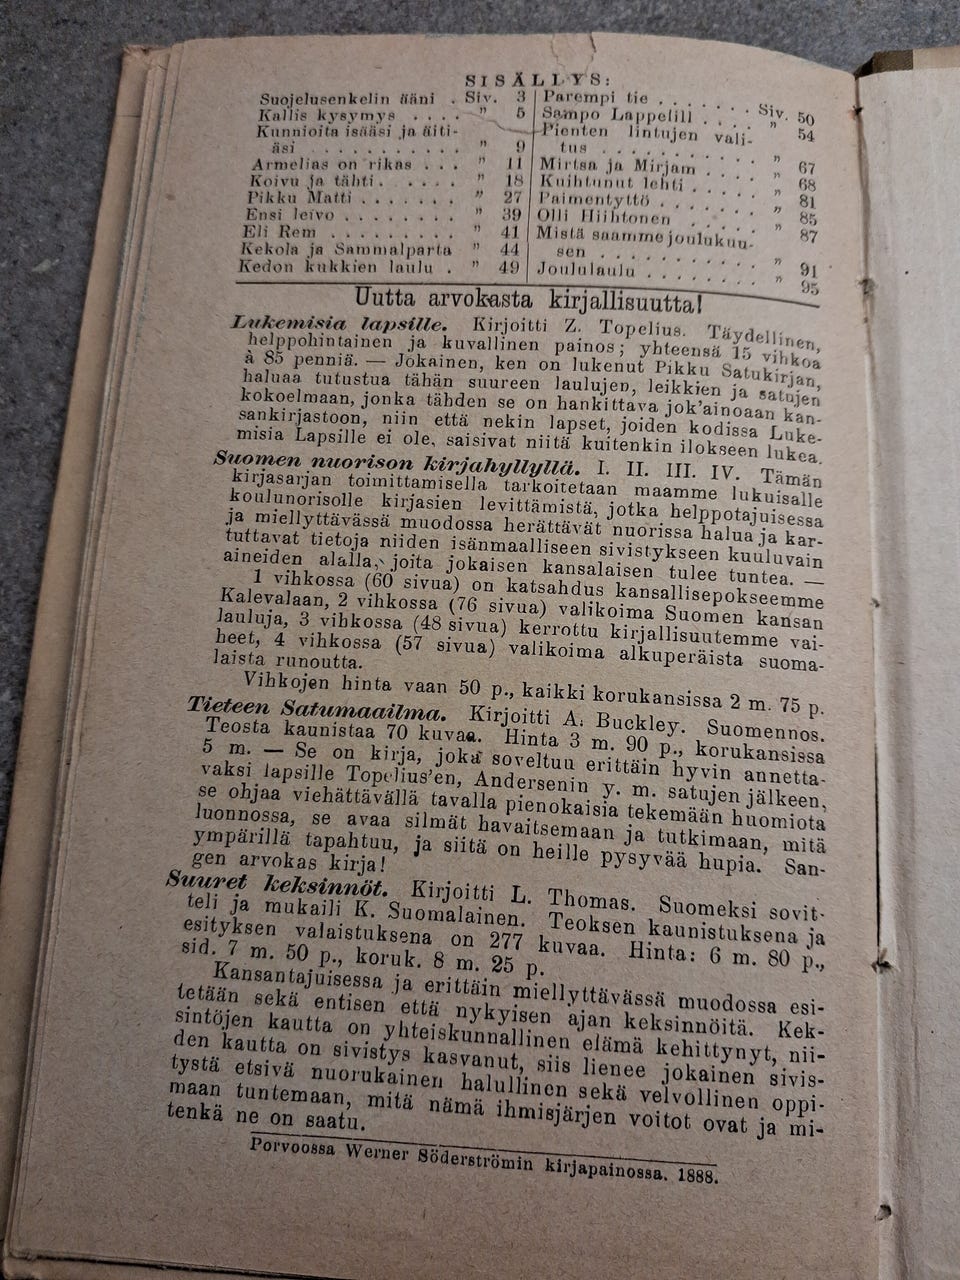 SISÄLLYS:
Suojelusenkelin ääni . Siv. 3
Kallis kysymys . . . . " 5
Kunnioita isääsi ja äiti-
äsi . . . . . . . . . . " 9
Armelias on rikas . . . " 11
Koivu ja tähti. . . . . " 18
Pikku Matti . . . . . . . " 27
Ensi leivo . . . . . . . . " 39
Eli Rem . . . . . . . . . " 41
Kekola ja Sammalparta " 44
Kedon kukkien laulu . " 49
Parempi tie . . . . . . . Siv. 50
Sampo Lappelill . . . . " 54
Pienten lintujen vali-
tus . . . . . . . . . . " 67
Mirtsa ja Mirjam . . . . " 68
Kuihtunut lehti . . . . . " 81
Paimentyttö . . . . . . . " 85
Olli Hiihtonen . . . . . " 87
Mistä saamme joulukuu-
sen . . . . . . . . . . " 91
Joululaulu . . . . . . . " 95
Uutta arvokasta kirjallisuutta!
Lukemisia lapsille. Kirjoitti Z. Topelius. Täydellinen,
helppohintainen ja kuvallinen painos; yhteensä 15 vihkoa
à 85 penniä. — Jokainen, ken on lukenut Pikku Satukirjan,
haluaa tutustua tähän suureen laulujen, leikkien ja satujen
kokoelmaan, jonka tähden se on hankittava jok'ainoaan kan-
sankirjastoon, niin että nekin lapset, joiden kodissa Luke-
misia Lapsille ei ole, saisivat niitä kuitenkin ilokseen lukea.
Suomen nuorison kirjahyllyllä. I. II. III. IV. Tämän
kirjasarjan toimittamisella tarkoitetaan maamme lukuisalle
koulunorisolle kirjasien levittämistä, jotka helppotajuisessa
ja miellyttävässä muodossa herättävät nuorissa halua ja kar-
tuttavat tietoja niiden isänmaalliseen sivistykseen kuuluvain
aineiden alalla, joita jokaisen kansalaisen tulee tuntea. —
1 vihkossa (60 sivua) on katsahdus kansallisepokseemme
Kalevalaan, 2 vihkossa (76 sivua) valikoima Suomen kansan
lauluja, 3 vihkossa (48 sivua) kerrottu kirjallisuutemme vai-
heet, 4 vihkossa (57 sivua) valikoima alkuperäistä suoma-
laista runoutta.
Vihkojen hinta vaan 50 p., kaikki korukansissa 2 m. 75 p.
Tieteen Satumaailma. Kirjoitti A. Buckley. Suomennos.
Teosta kaunistaa 70 kuvaa. Hinta 3 m. 90 p., korukansissa
5 m. — Se on kirja, joka soveltuu erittäin hyvin annetta-
vaksi lapsille Topelius'en, Andersenin y. m. satujen jälkeen,
se ohjaa viehättävällä tavalla pienokaisia tekemään huomiota
luonnossa, se avaa silmät havaitsemaan ja tutkimaan, mitä
ympärillä tapahtuu, ja siitä on heille pysyvää hupia. San-
gen arvokas kirja!
Suuret keksinnöt. Kirjoitti L. Thomas. Suomeksi sovit-
teli ja mukaili K. Suomalainen. Teoksen kaunistuksena ja
esityksen valaistuksena on 277 kuvaa. Hinta: 6 m. 80 p.,
sid. 7 m. 50 p., koruk. 8 m. 25 p.
Kansantajuisessa ja erittäin miellyttävässä muodossa esi-
tetään sekä entisen että nykyisen ajan keksinnöitä. Kek-
sintöjen kautta on yhteiskunnallinen elämä kehittynyt, nii-
den kautta on sivistys kasvanut, siis lienee jokainen sivis-
tystä etsivä nuorukainen halullinen sekä velvollinen oppi-
maan tuntemaan, mitä nämä ihmisjärjen voitot ovat ja mi-
tenkä ne on saatu.
Porvoossa Werner Söderströmin kirjapainossa. 1888.